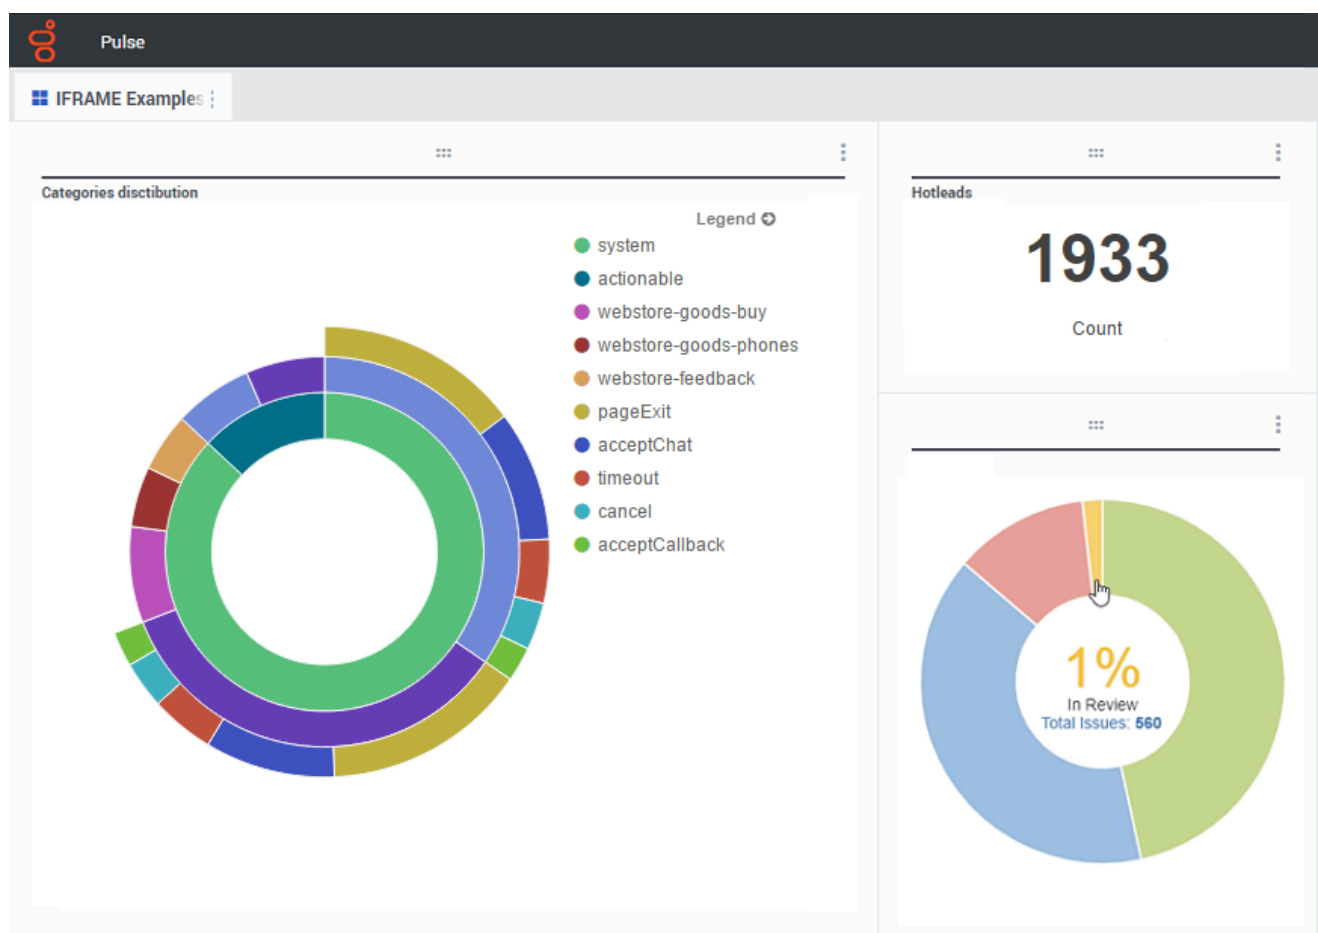 Pulse
IFRAME Examples
Categories disctibution
Legend
system
actionable
webstore-goods-buy
webstore-goods-phones
webstore-feedback
pageExit
acceptChat
timeout
cancel
acceptCallback
Hotleads
1933
Count
1%
In Review
Total Issues: 560